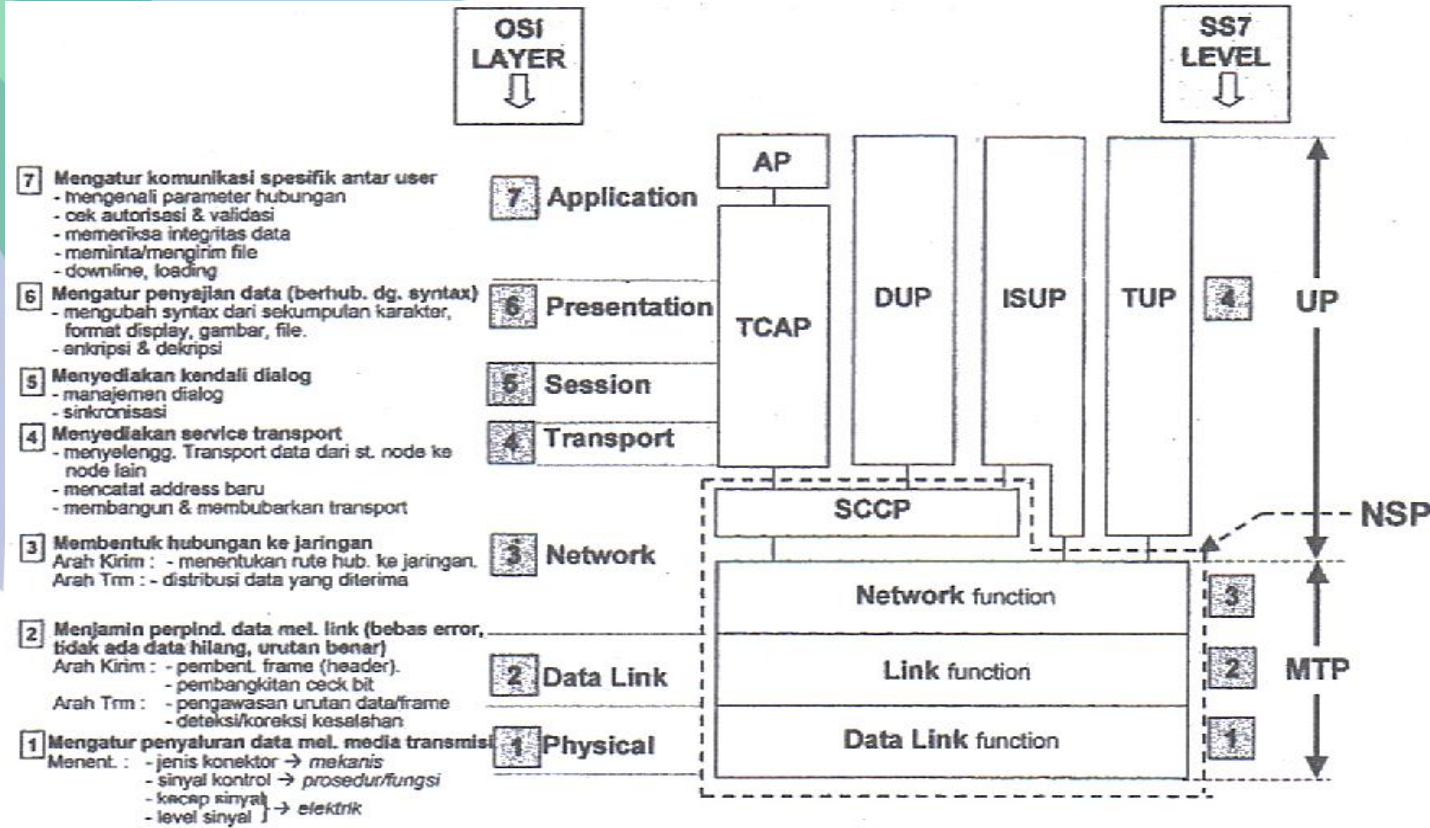 OSI
LAYER
SS7
LEVEL
7 Mengatur komunikasi spesifik antar user
- mengenali parameter hubungan
- cek autorisasi & validasi
- memeriksa integritas data
- meminta/mengirim file
- downline, loading
6 Mengatur penyajian data (berhub. dg. syntax)
- mengubah syntax dari sekumpulan karakter,
format display, gambar, file.
- enkripsi & dekripsi
5 Menyediakan kendali dialog
- manajemen dialog
- sinkronisasi
4 Menyediakan service transport
- menyelengg. Transport data dari st. node ke
node lain
- mencatat address baru
- membangun & membubarkan transport
3 Membentuk hubungan ke jaringan
Arah Kirim : - menentukan rute hub. ke jaringan.
Arah Trm : - distribusi data yang diterima
2 Menjamin perpind. data mel. link (bebas error,
tidak ada data hilang, urutan benar)
Arah Kirim : - pembent. frame (header).
- pembangkitan ceck bit
Arah Trm : - pengawasan urutan data/frame
- deteksi/koreksi kesalahan
1 Mengatur penyaluran data mel. media transmisi
Menent. : - jenis konektor → mekanis
- sinyal kontrol → prosedur/fungsi
- kecep sinyal
- level sinyal } → elektrik
7 Application
6 Presentation
5 Session
4 Transport
3 Network
2 Data Link
1 Physical
AP
TCAP
DUP
ISUP
TUP
SCCP
Network function
Link function
Data Link function
4
3
2
1
UP
NSP
MTP